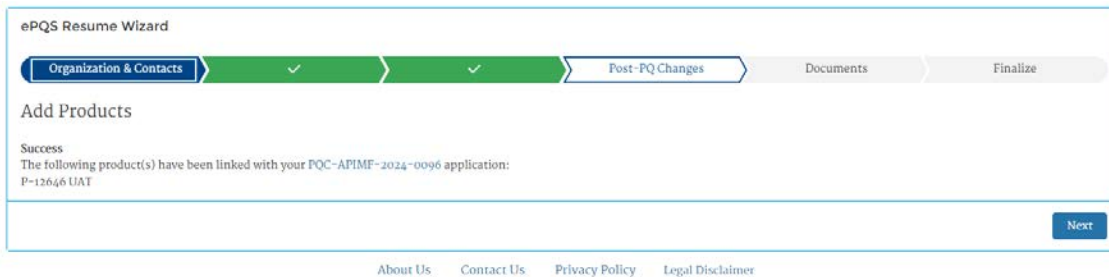 ePQS Resume Wizard
Organization & Contacts
Post-PQ Changes
Documents
Finalize
Add Products
Success
The following product(s) have been linked with your PQC-APIMF-2024-0096 application:
P-12646 UAT
Next
About Us Contact Us Privacy Policy Legal Disclaimer